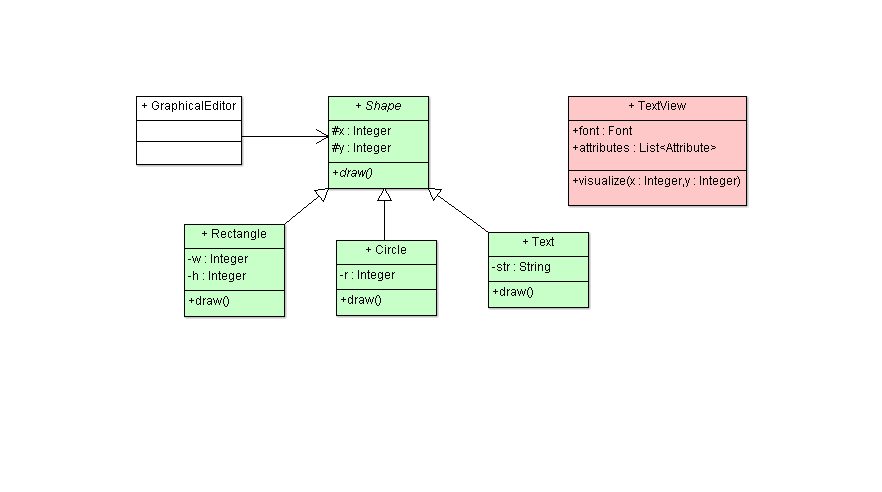 + GraphicalEditor
+ Shape
#x : Integer
#y : Integer
+draw()
+ TextView
+font : Font
+attributes : List<Attribute>
+visualize(x : Integer,y : Integer)
+ Rectangle
-w : Integer
-h : Integer
+draw()
+ Circle
-r : Integer
+draw()
+ Text
-str : String
+draw()